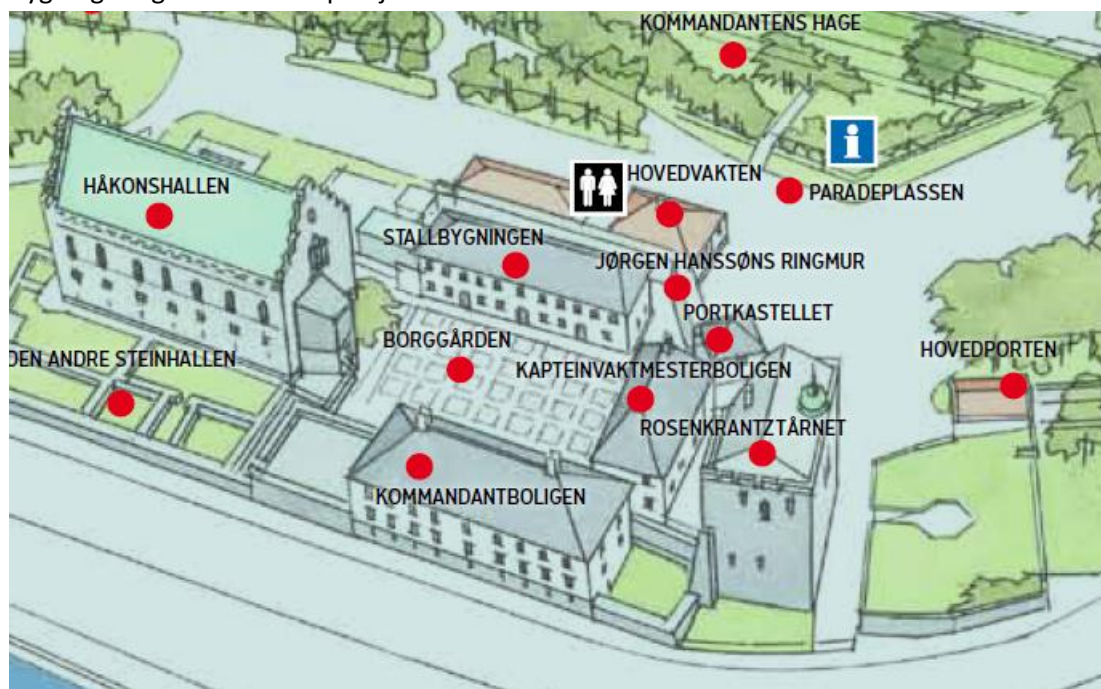 KOMMANDANTENS HAGE
HOVEDVAKTEN
HÅKONSHALLEN
PARADEPLASSEN
STALLBYGNINGEN
JØRGEN HANSSØNS RINGMUR
PORTKASTELLET
BORGGÅRDEN
HOVEDPORTEN
DEN ANDRE STEINHALLEN
KAPTEINVAKTMESTERBOLIGEN
ROSENKRANTZTÅRNET
KOMMANDANTBOLIGEN